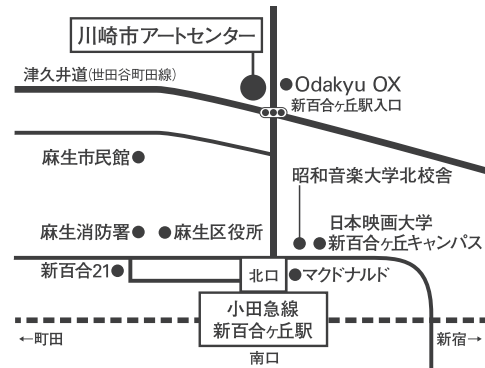 川崎市アートセンター
津久井道(世田谷町田線)
Odakyu OX
新百合ヶ丘駅入口
麻生市民館
昭和音楽大学北校舎
麻生消防署
麻生区役所
日本映画大学
新百合ヶ丘キャンパス
新百合21
北口
マクドナルド
小田急線
新百合ヶ丘駅
←町田
新宿→
南口